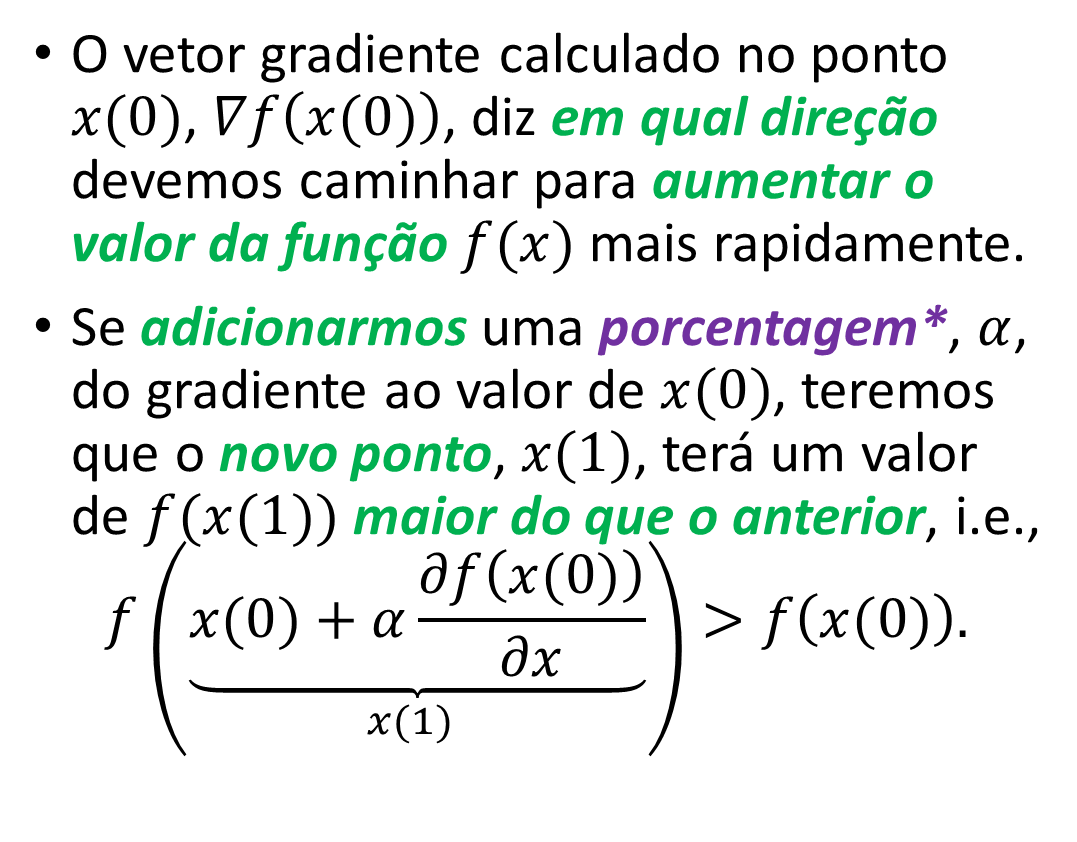 • O vetor gradiente calculado no ponto
x(0), ∇f(x(0)), diz em qual direção
devemos caminhar para aumentar o
valor da função f(x) mais rapidamente.
• Se adicionarmos uma porcentagem*, α,
do gradiente ao valor de x(0), teremos
que o novo ponto, x(1), terá um valor
de f(x(1)) maior do que o anterior, i.e.,
f(x(0) + α ∂f(x(0))/∂x) > f(x(0)).
x(1)